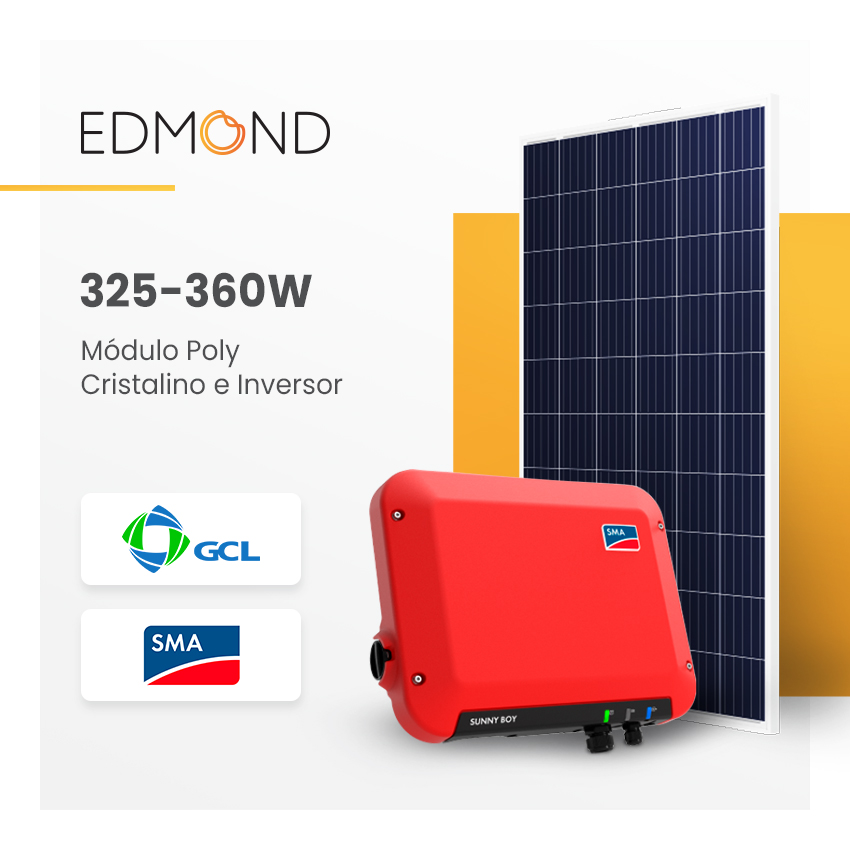 EDMOND
325-360W
Módulo Poly
Cristalino e Inversor
GCL
SMA
SMA
SUNNY BOY